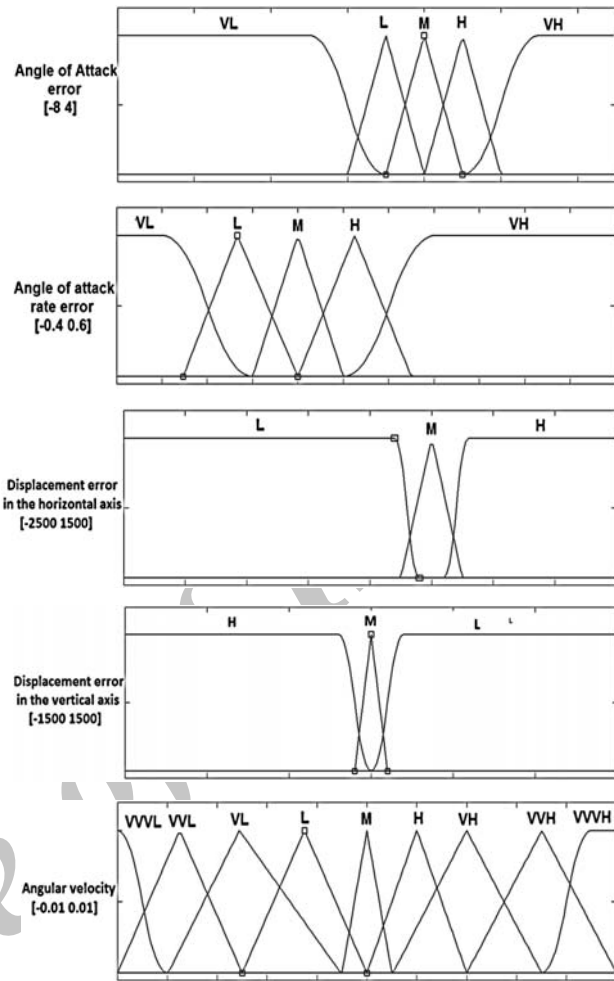 VL L M H VH
Angle of Attack
error
[-8 4]
VL L M H VH
Angle of attack
rate error
[-0.4 0.6]
L M H
Displacement error
in the horizontal axis
[-2500 1500]
H M L L
Displacement error
in the vertical axis
[-1500 1500]
VVVL VVL VL L M H VH VVH VVVH
Angular velocity
[-0.01 0.01]